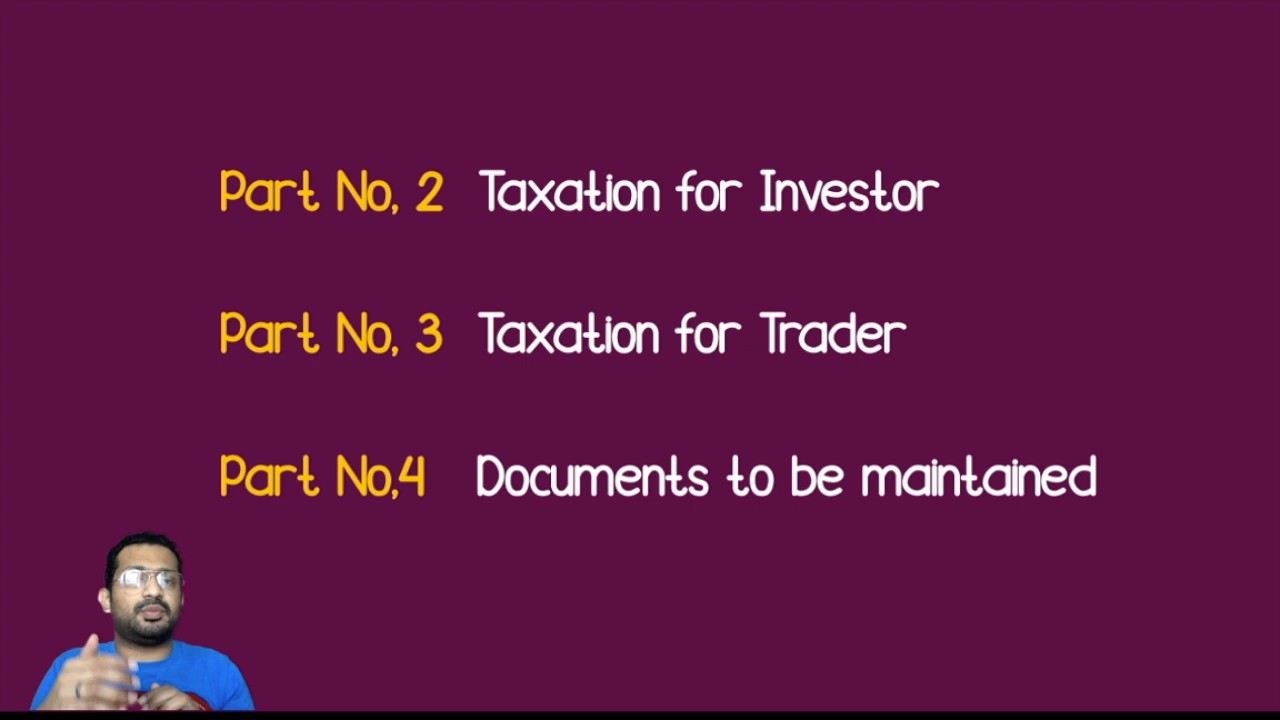 Part No, 2 Taxation for Investor
Part No, 3 Taxation for Trader
Part No,4 Documents to be maintained